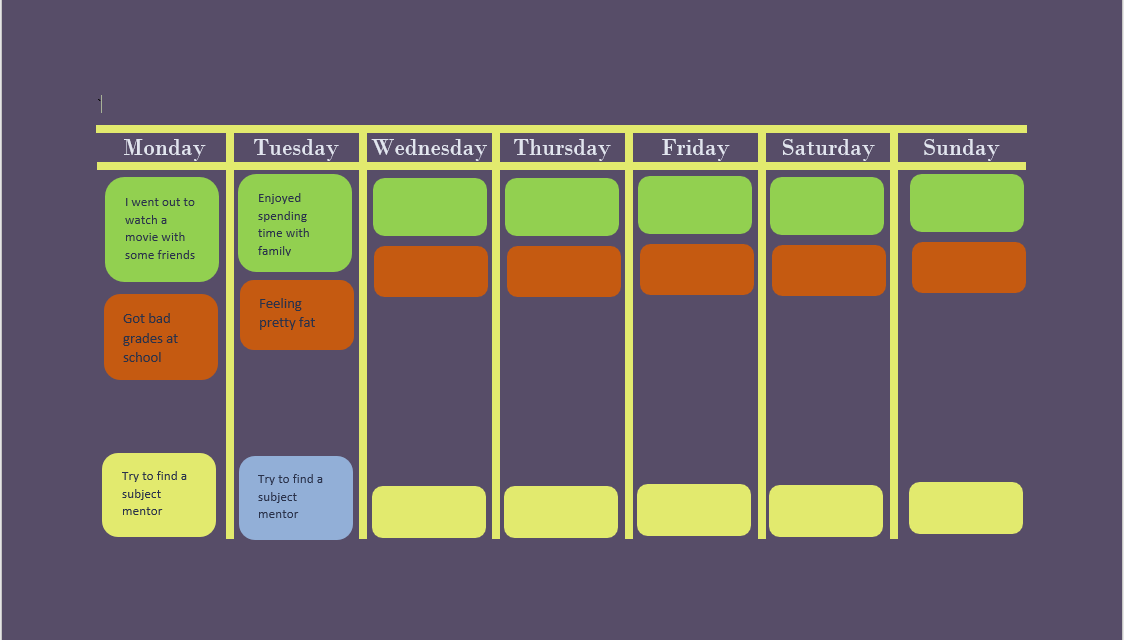 Monday Tuesday Wednesday Thursday Friday Saturday Sunday
I went out to
watch a
movie with
some friends
Enjoyed
spending
time with
family
Got bad
grades at
school
Feeling
pretty fat
Try to find a
subject
mentor
Try to find a
subject
mentor